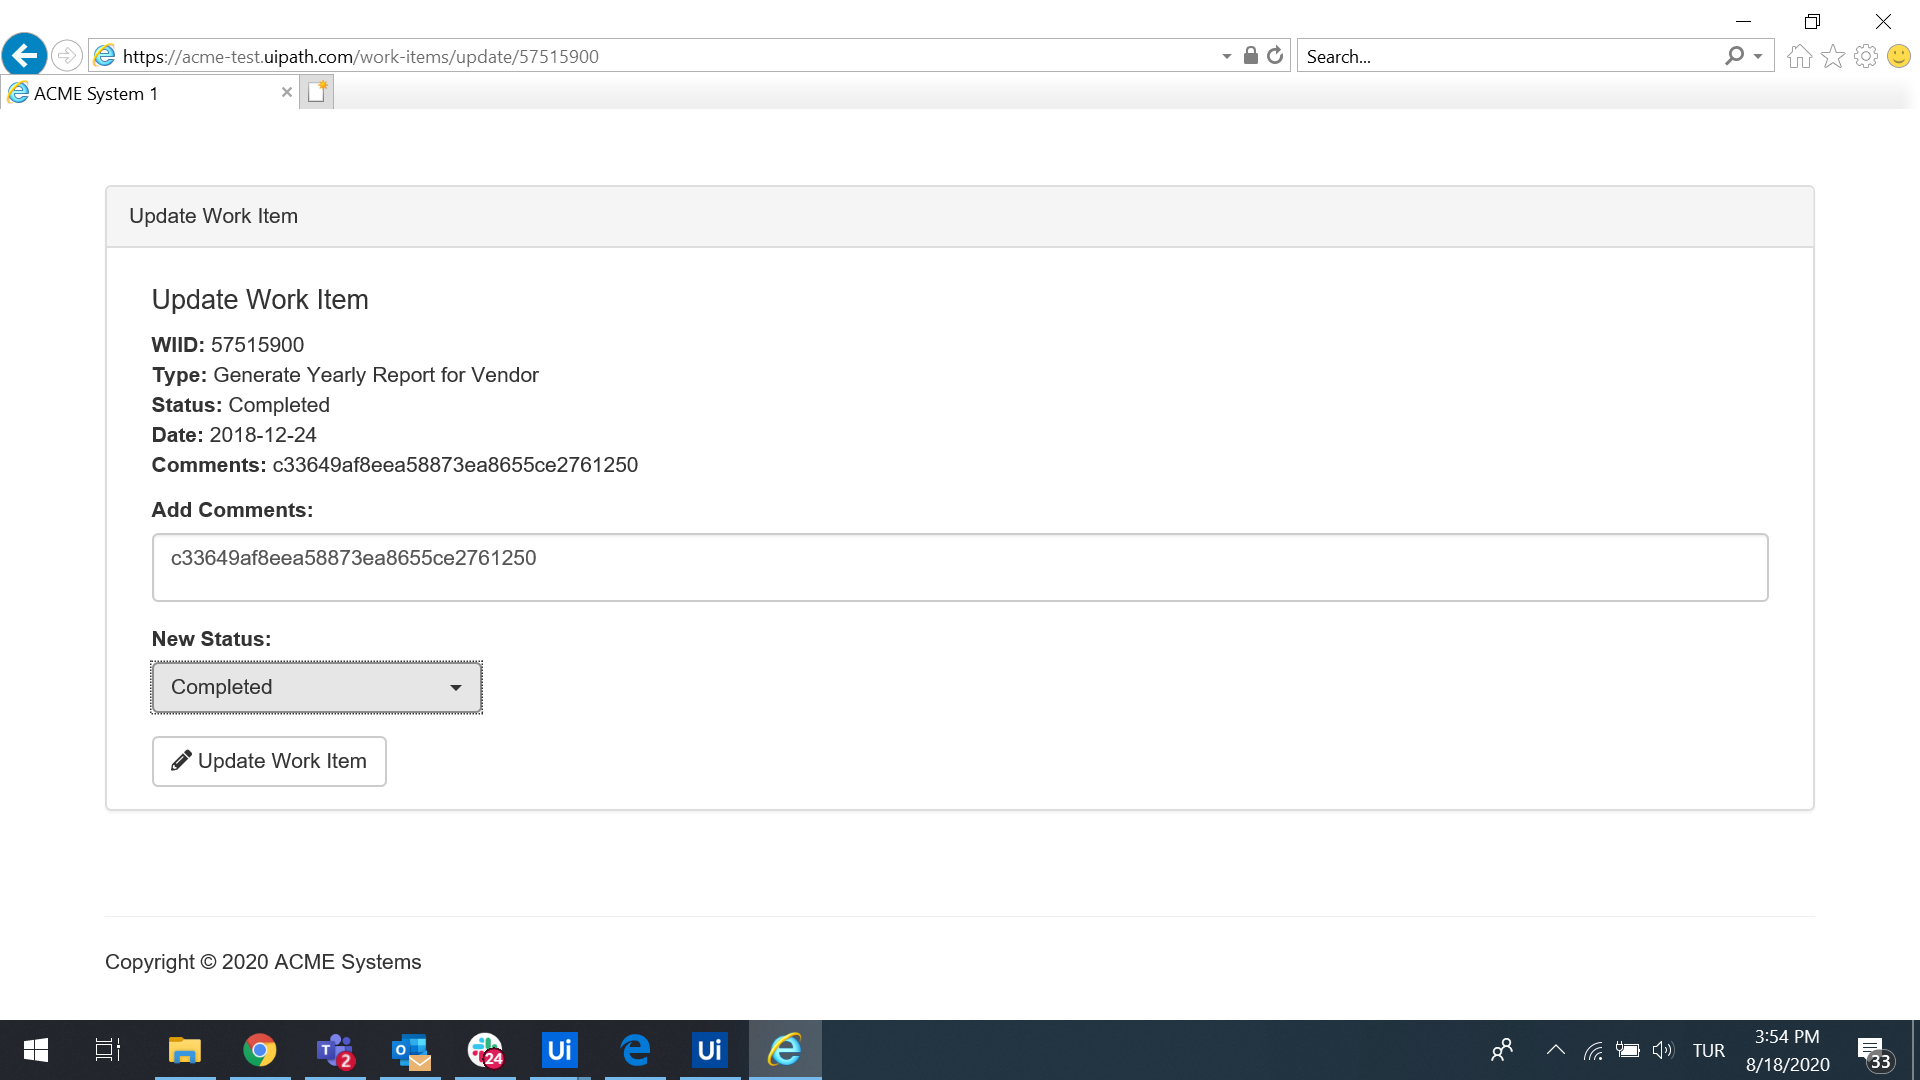 https://acme-test.uipath.com/work-items/update/57515900
Search...
ACME System 1
Update Work Item
Update Work Item
WIID: 57515900
Type: Generate Yearly Report for Vendor
Status: Completed
Date: 2018-12-24
Comments: c33649af8eea58873ea8655ce2761250
Add Comments:
c33649af8eea58873ea8655ce2761250
New Status:
Completed
Update Work Item
Copyright © 2020 ACME Systems
T 2
O
24
Ui
Ui
TUR
3:54 PM
8/18/2020
33